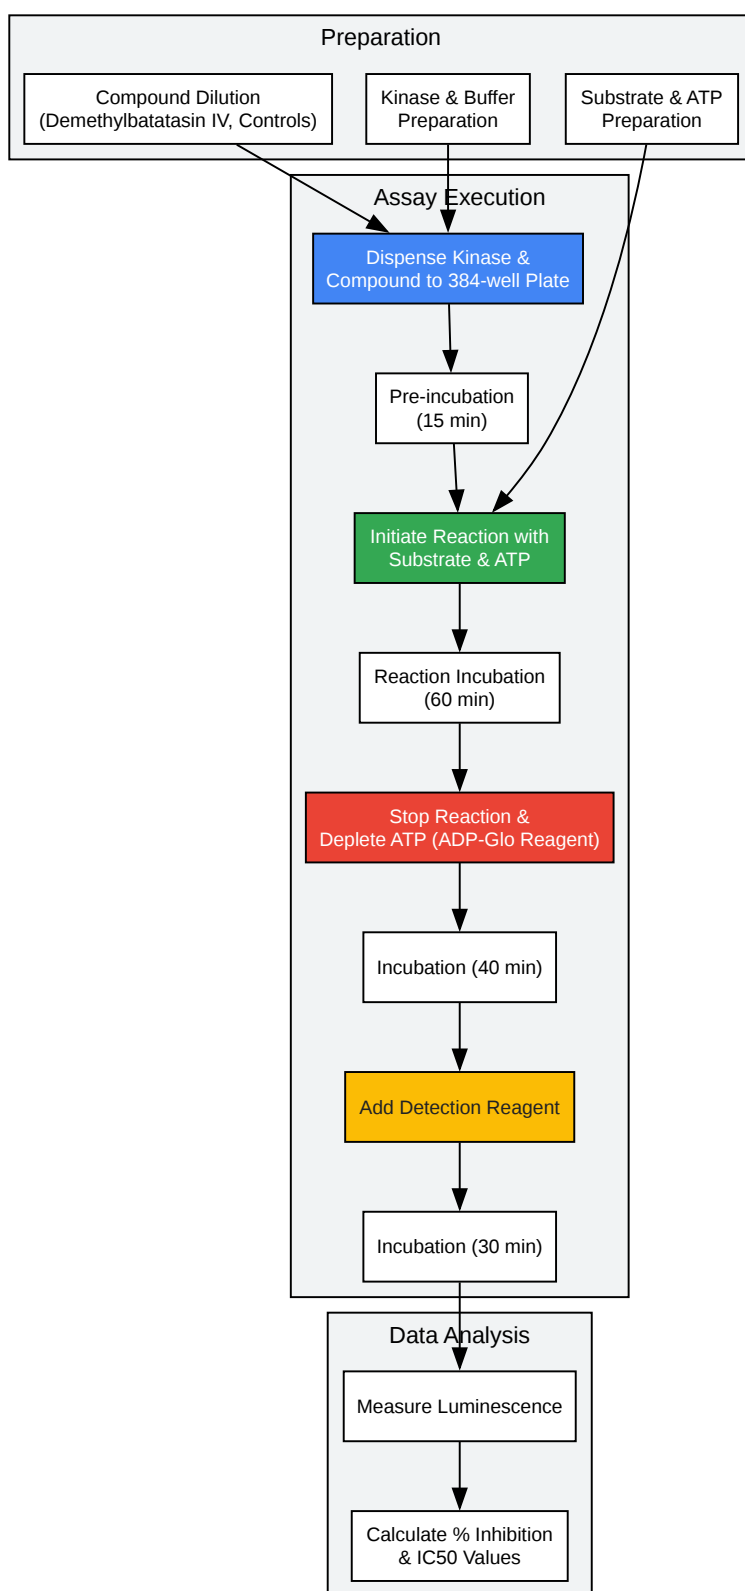 Preparation
Compound Dilution
(Demethylbatatasin IV, Controls)
Kinase & Buffer
Preparation
Substrate & ATP
Preparation
Assay Execution
Dispense Kinase &
Compound to 384-well Plate
Pre-incubation
(15 min)
Initiate Reaction with
Substrate & ATP
Reaction Incubation
(60 min)
Stop Reaction &
Deplete ATP (ADP-Glo Reagent)
Incubation (40 min)
Add Detection Reagent
Incubation (30 min)
Data Analysis
Measure Luminescence
Calculate % Inhibition
& IC50 Values